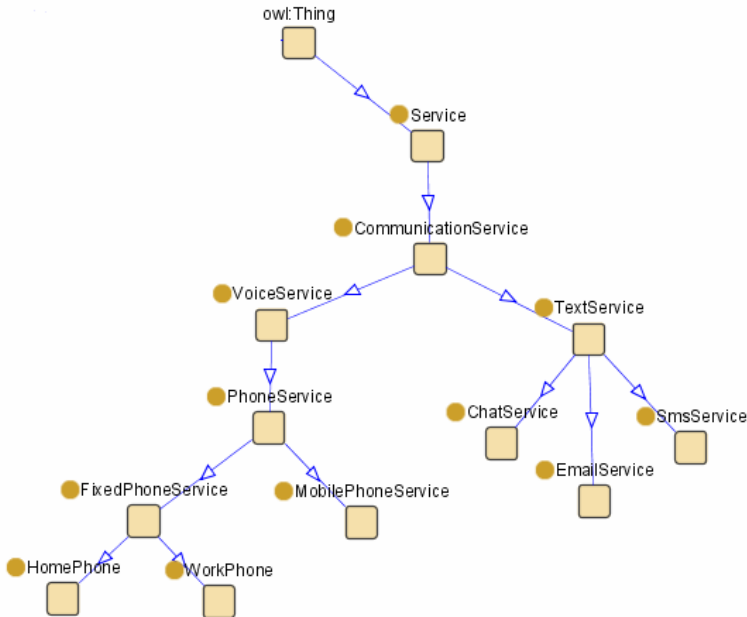 owl:Thing
Service
CommunicationService
VoiceService
TextService
PhoneService
ChatService
SmsService
EmailService
FixedPhoneService
MobilePhoneService
HomePhone
WorkPhone